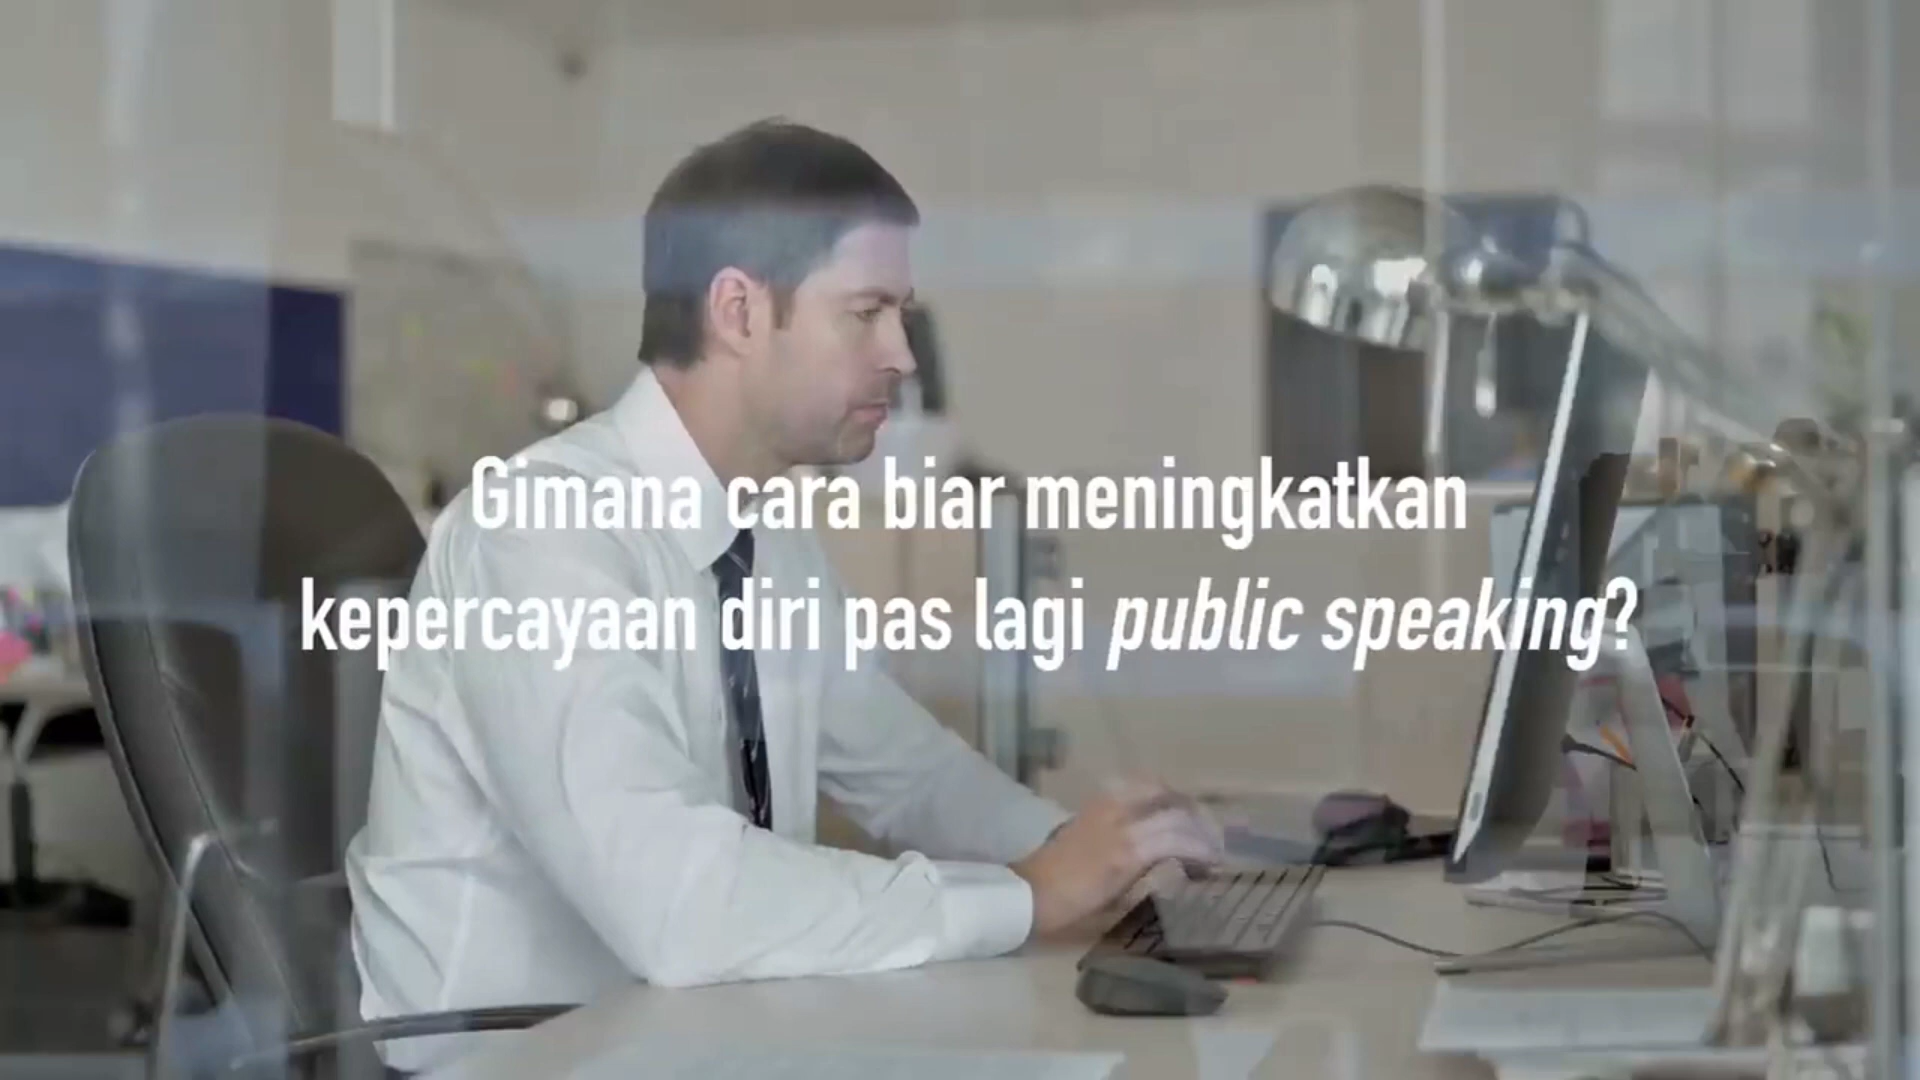 Gimana cara biar meningkatkan
kepercayaan diri pas lagi public speaking?